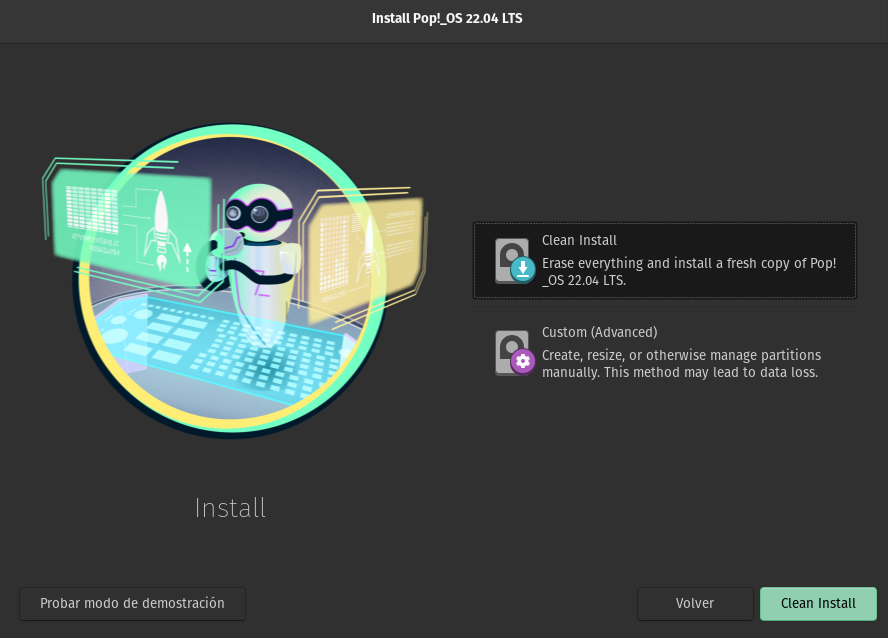 Install Pop!_OS 22.04 LTS
Clean Install
Erase everything and install a fresh copy of Pop!
_OS 22.04 LTS.
Custom (Advanced)
Create, resize, or otherwise manage partitions
manually. This method may lead to data loss.
Install
Probar modo de demostración
Volver
Clean Install